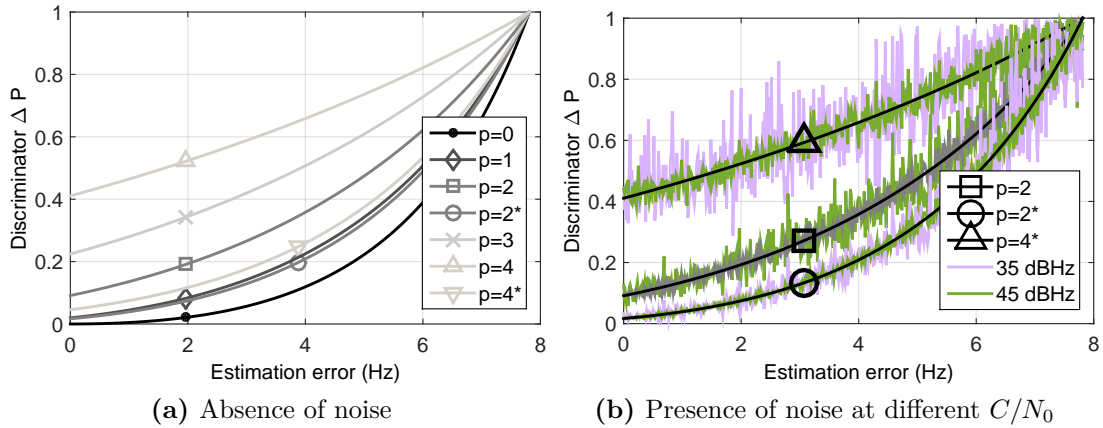 1
0.8
0.6
0.4
0.2
0
0 2 4 6 8
Discriminator Δ P
Estimation error (Hz)
p=0
p=1
p=2
p=2*
p=3
p=4
p=4*
(a) Absence of noise
1
0.8
0.6
0.4
0.2
0
0 2 4 6 8
Discriminator Δ P
Estimation error (Hz)
p=2
p=2*
p=4*
35 dBHz
45 dBHz
(b) Presence of noise at different C/N₀